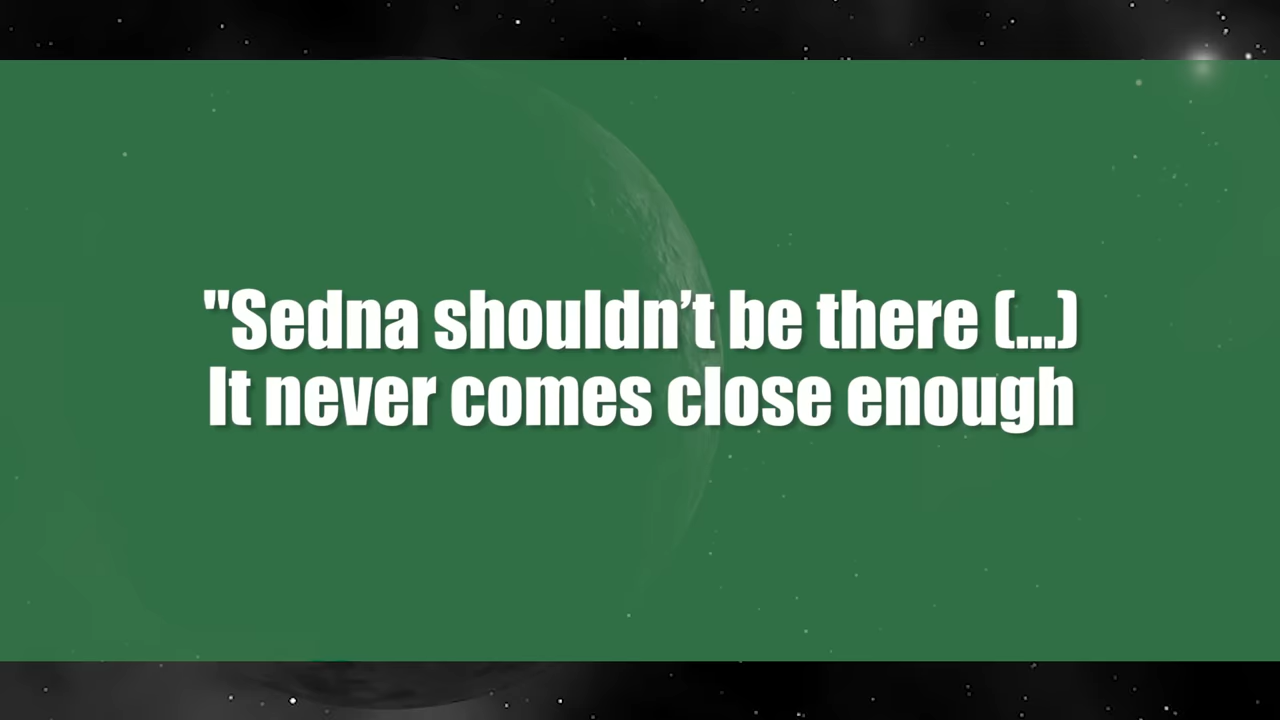 "Sedna shouldn’t be there (...)
It never comes close enough